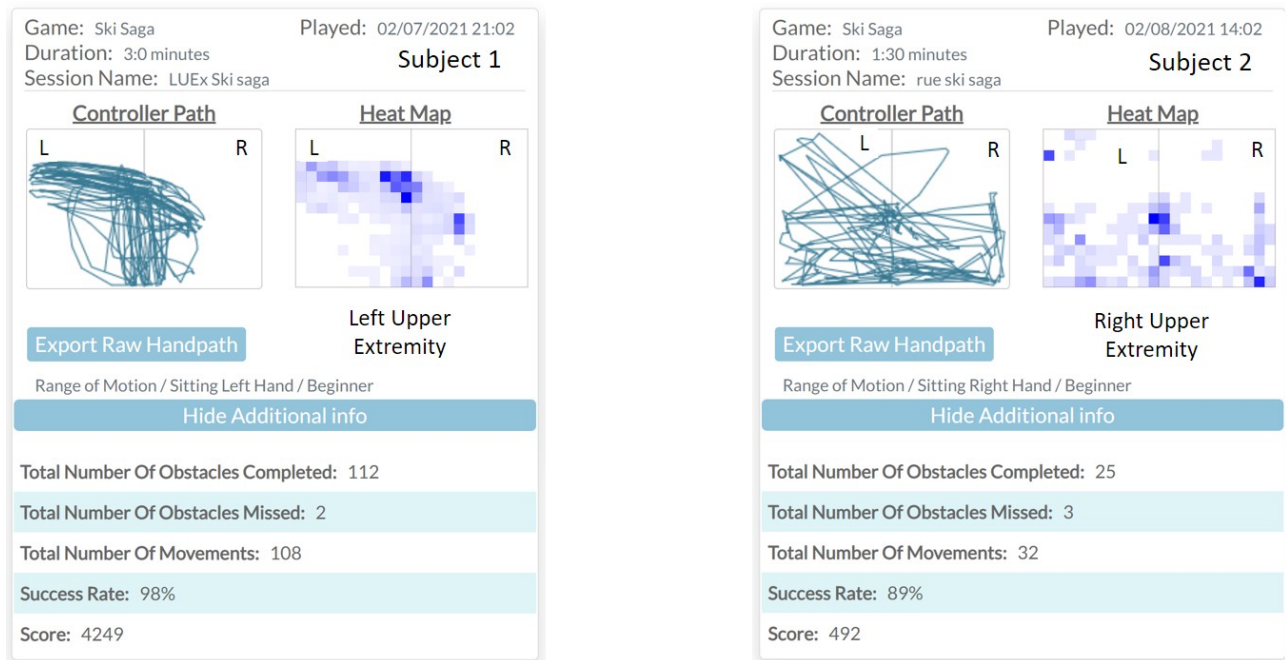 Game: Ski Saga Played: 02/07/2021 21:02
Duration: 3:0 minutes
Subject 1
Session Name: LUEx Ski saga
Controller Path Heat Map
L R L R
Left Upper
Extremity
Export Raw Handpath
Range of Motion / Sitting Left Hand / Beginner
Hide Additional info
Total Number Of Obstacles Completed: 112
Total Number Of Obstacles Missed: 2
Total Number Of Movements: 108
Success Rate: 98%
Score: 4249
Game: Ski Saga Played: 02/08/2021 14:02
Duration: 1:30 minutes
Subject 2
Session Name: rue ski saga
Controller Path Heat Map
L R L R
Right Upper
Extremity
Export Raw Handpath
Range of Motion / Sitting Right Hand / Beginner
Hide Additional info
Total Number Of Obstacles Completed: 25
Total Number Of Obstacles Missed: 3
Total Number Of Movements: 32
Success Rate: 89%
Score: 492